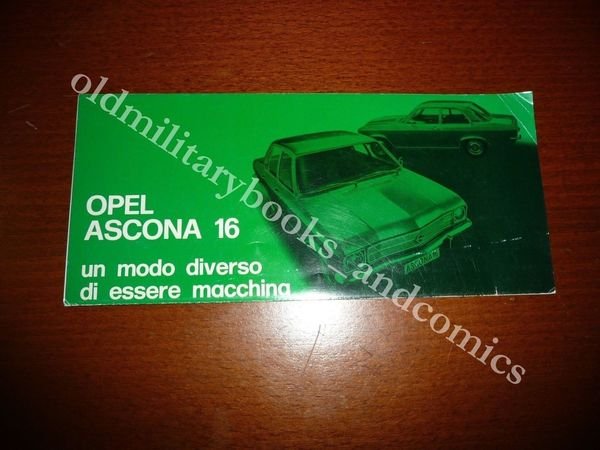 OPEL
ASCONA 16
un modo diverso
di essere macchina
oldmilitarybooks_andcomics